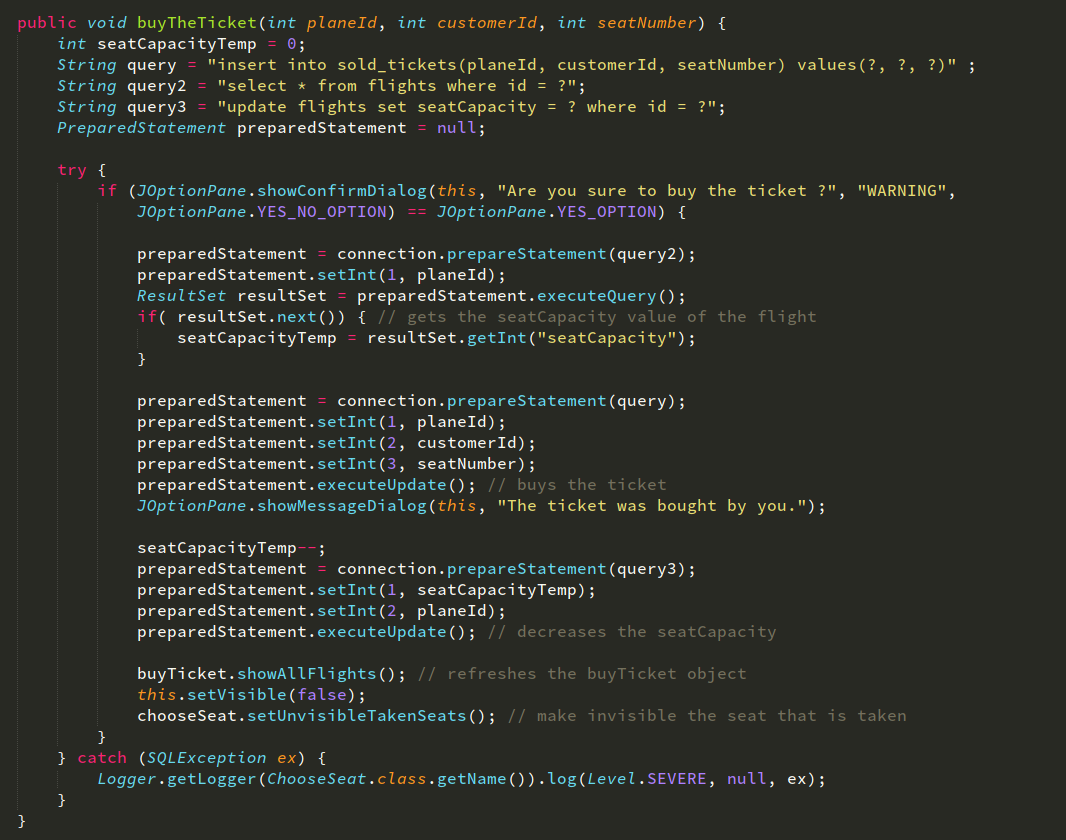 public void buyTheTicket(int planeId, int customerId, int seatNumber) {
    int seatCapacityTemp = 0;
    String query = "insert into sold_tickets(planeId, customerId, seatNumber) values(?, ?, ?)" ;
    String query2 = "select * from flights where id = ?";
    String query3 = "update flights set seatCapacity = ? where id = ?";
    PreparedStatement preparedStatement = null;

    try {
        if (JOptionPane.showConfirmDialog(this, "Are you sure to buy the ticket ?", "WARNING",
            JOptionPane.YES_NO_OPTION) == JOptionPane.YES_OPTION) {

            preparedStatement = connection.prepareStatement(query2);
            preparedStatement.setInt(1, planeId);
            ResultSet resultSet = preparedStatement.executeQuery();
            if( resultSet.next()) { // gets the seatCapacity value of the flight
                seatCapacityTemp = resultSet.getInt("seatCapacity");
            }

            preparedStatement = connection.prepareStatement(query);
            preparedStatement.setInt(1, planeId);
            preparedStatement.setInt(2, customerId);
            preparedStatement.setInt(3, seatNumber);
            preparedStatement.executeUpdate(); // buys the ticket
            JOptionPane.showMessageDialog(this, "The ticket was bought by you.");

            seatCapacityTemp--;
            preparedStatement = connection.prepareStatement(query3);
            preparedStatement.setInt(1, seatCapacityTemp);
            preparedStatement.setInt(2, planeId);
            preparedStatement.executeUpdate(); // decreases the seatCapacity

            buyTicket.showAllFlights(); // refreshes the buyTicket object
            this.setVisible(false);
            chooseSeat.setUnvisibleTakenSeats(); // make invisible the seat that is taken
        }
    } catch (SQLException ex) {
        Logger.getLogger(ChooseSeat.class.getName()).log(Level.SEVERE, null, ex);
    }
}